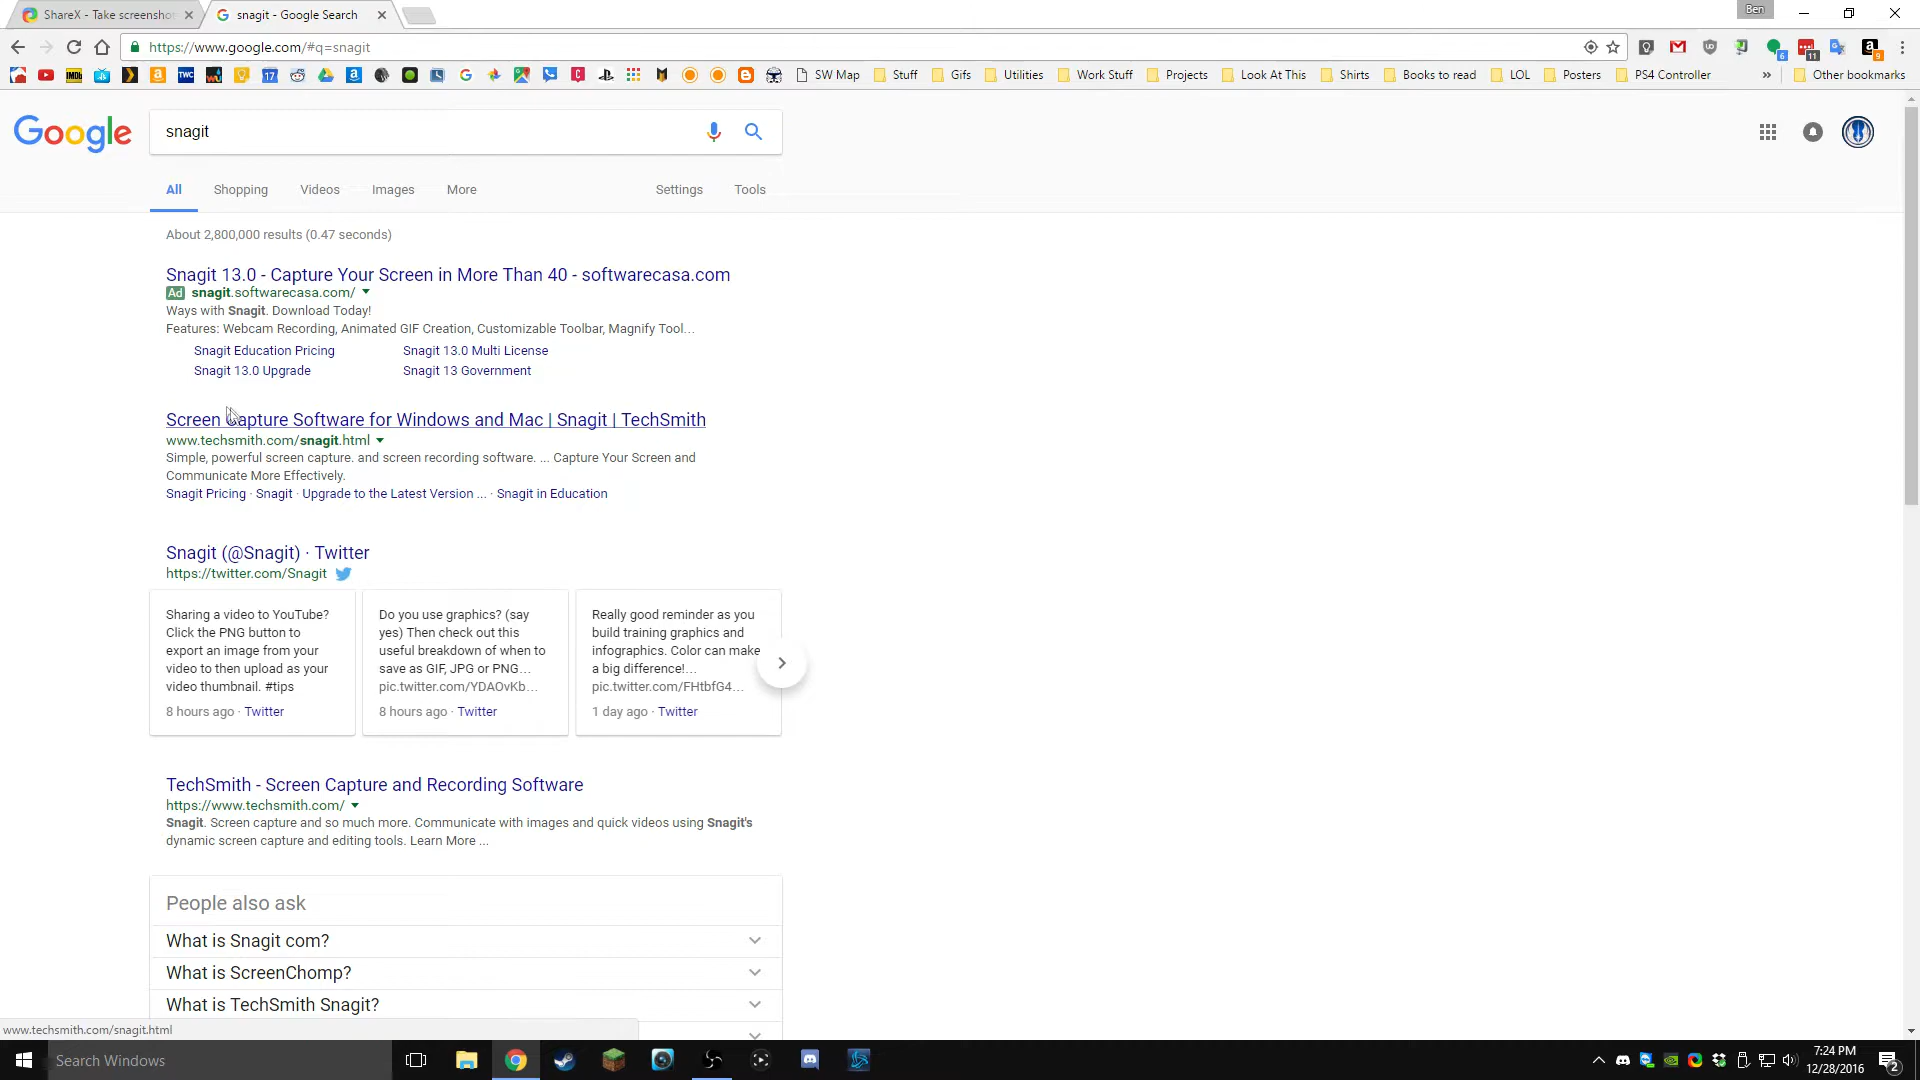 ShareX - Take screenshot
snagit - Google Search
Ben
https://www.google.com/#q=snagit
SW Map
Stuff
Gifs
Utilities
Work Stuff
Projects
Look At This
Shirts
Books to read
LOL
Posters
PS4 Controller
»
Other bookmarks
Google
snagit
All
Shopping
Videos
Images
More
Settings
Tools
About 2,800,000 results (0.47 seconds)
Snagit 13.0 - Capture Your Screen in More Than 40 - softwarecasa.com
Ad snagit.softwarecasa.com/
Ways with Snagit. Download Today!
Features: Webcam Recording, Animated GIF Creation, Customizable Toolbar, Magnify Tool...
Snagit Education Pricing
Snagit 13.0 Multi License
Snagit 13.0 Upgrade
Snagit 13 Government
Screen Capture Software for Windows and Mac | Snagit | TechSmith
www.techsmith.com/snagit.html
Simple, powerful screen capture. and screen recording software. ... Capture Your Screen and
Communicate More Effectively.
Snagit Pricing · Snagit · Upgrade to the Latest Version ... · Snagit in Education
Snagit (@Snagit) · Twitter
https://twitter.com/Snagit
Sharing a video to YouTube?
Click the PNG button to
export an image from your
video to then upload as your
video thumbnail. #tips
8 hours ago · Twitter
Do you use graphics? (say
yes) Then check out this
useful breakdown of when to
save as GIF, JPG or PNG...
pic.twitter.com/YDAOvKb...
8 hours ago · Twitter
Really good reminder as you
build training graphics and
infographics. Color can make
a big difference!...
pic.twitter.com/FHtbfG4...
1 day ago · Twitter
TechSmith - Screen Capture and Recording Software
https://www.techsmith.com/
Snagit. Screen capture and so much more. Communicate with images and quick videos using Snagit's
dynamic screen capture and editing tools. Learn More ...
People also ask
What is Snagit com?
What is ScreenChomp?
What is TechSmith Snagit?
www.techsmith.com/snagit.html
Search Windows
7:24 PM
12/28/2016
2